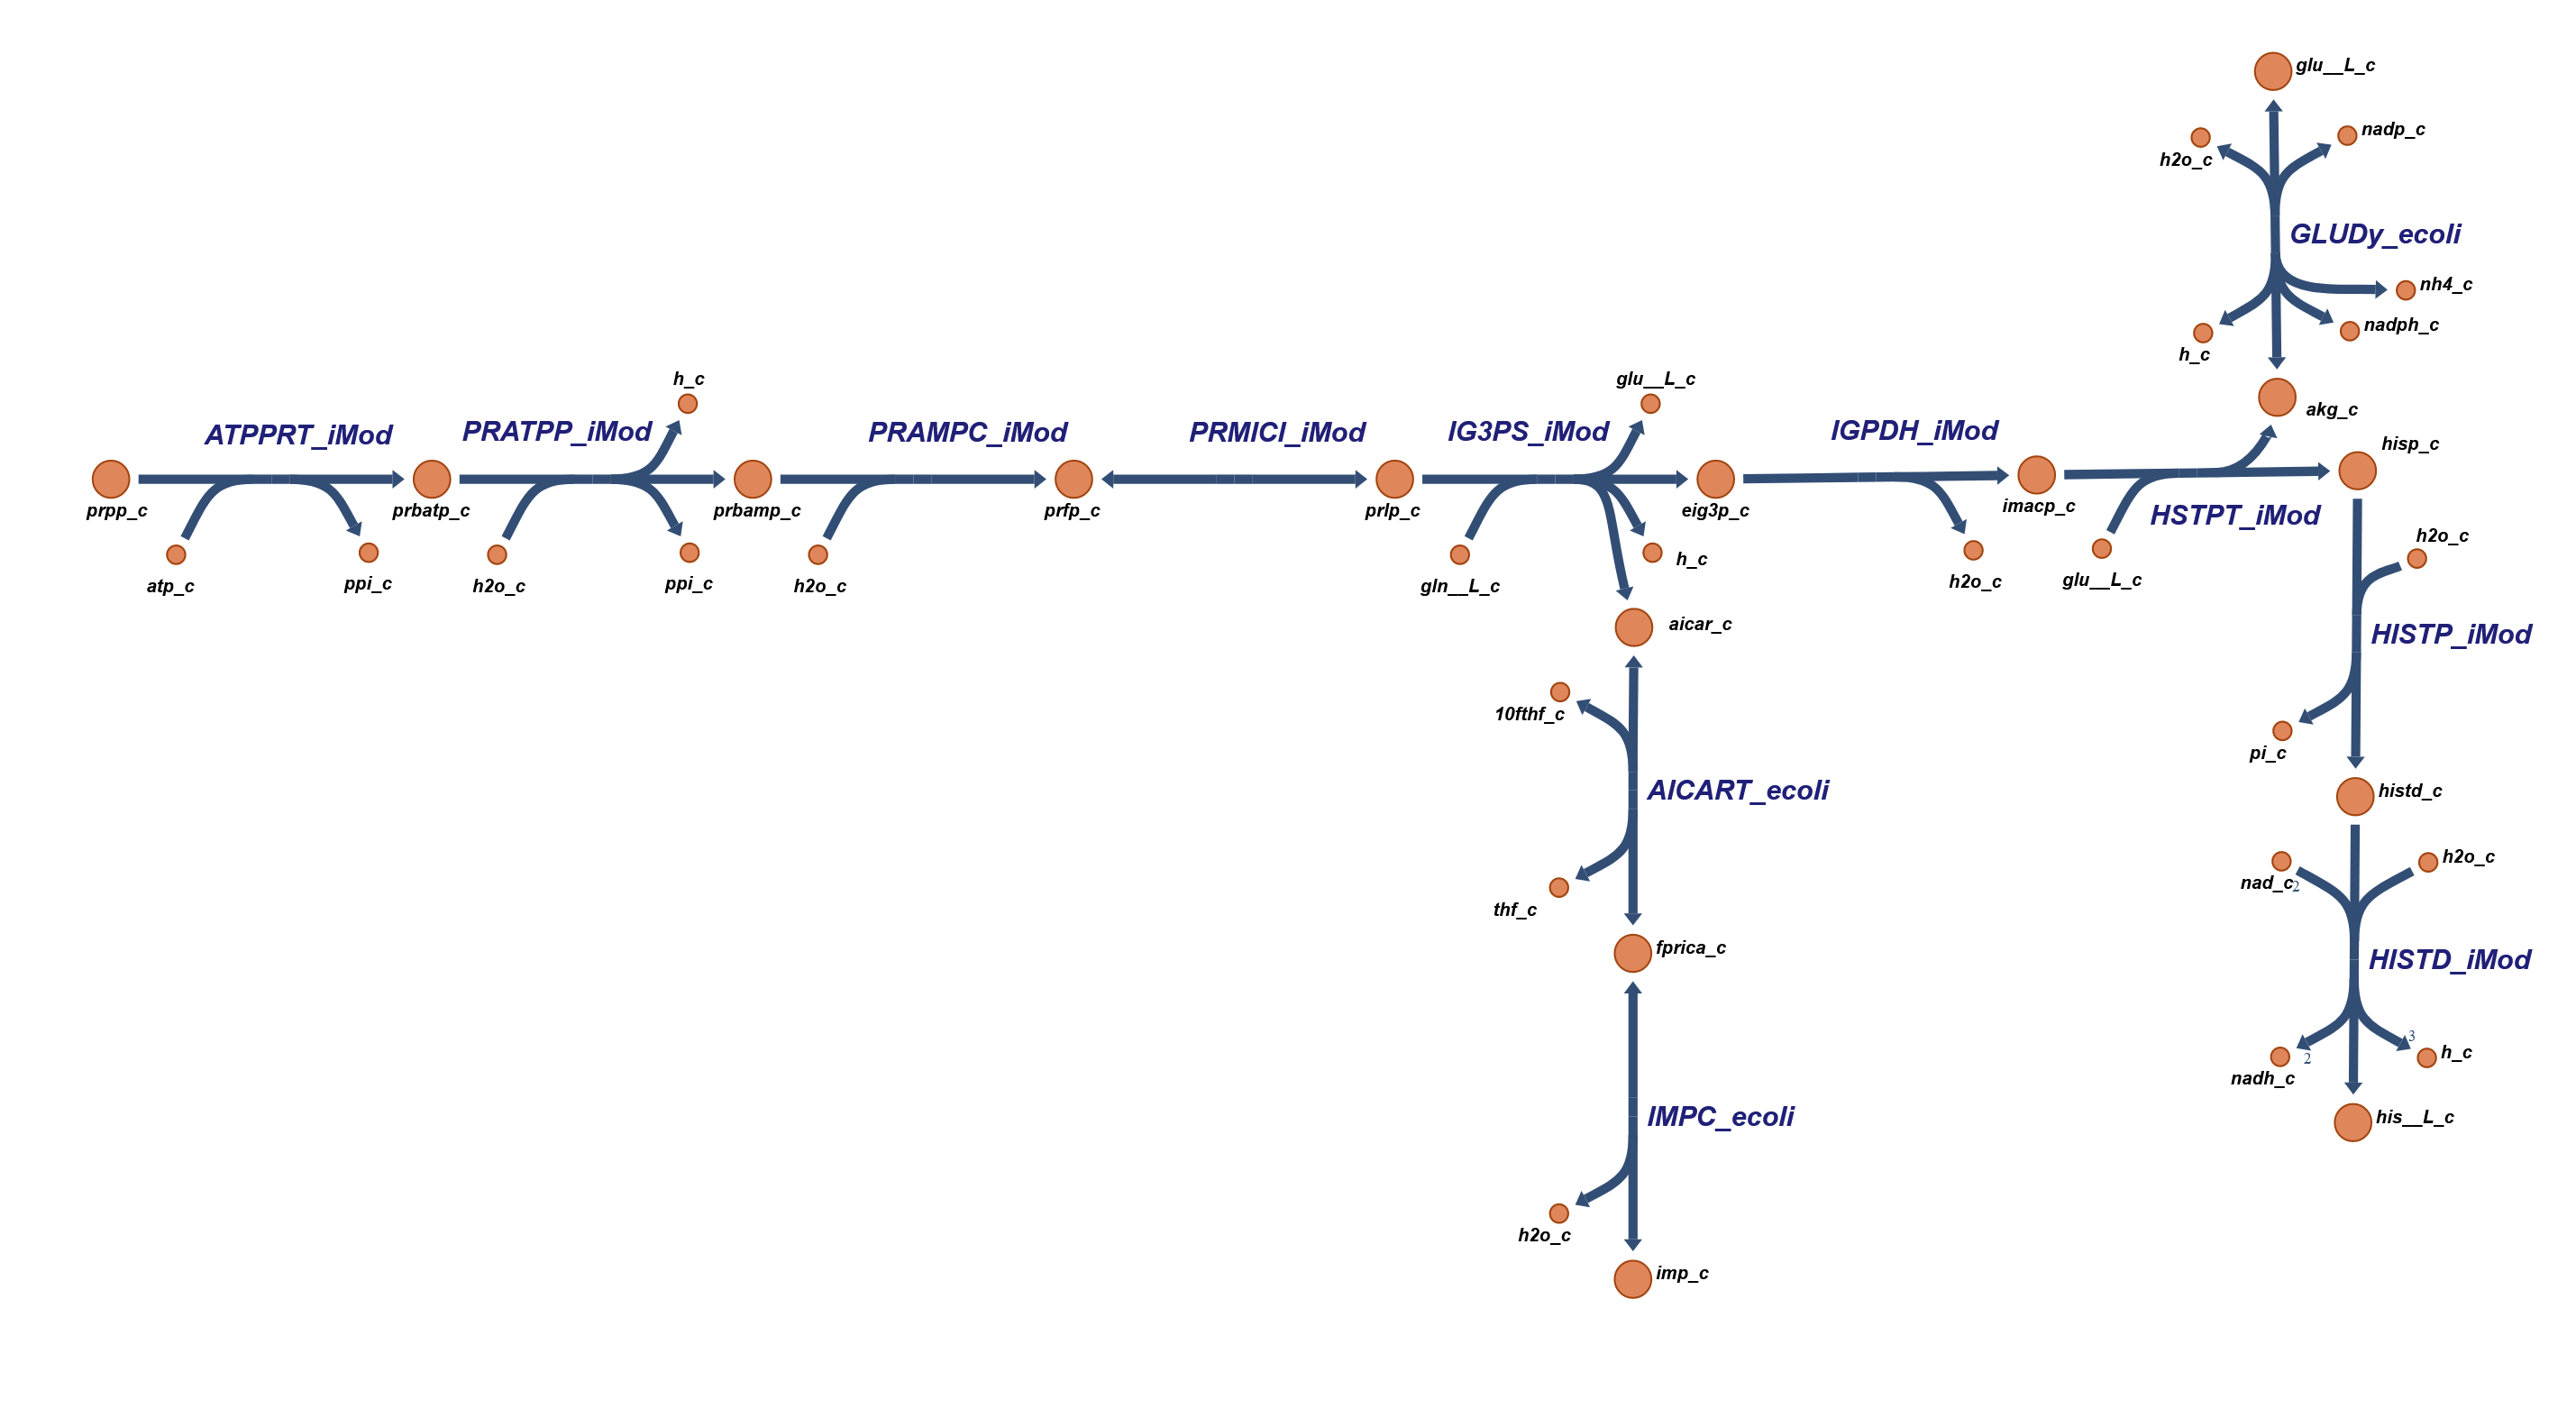 glu__L_c
nadp_c
h2o_c
GLUDy_ecoli
nh4_c
nadph_c
h_c
akg_c
h_c
glu__L_c
ATPPRT_iMod
PRATPP_iMod
PRAMPC_iMod
PRMICI_iMod
IG3PS_iMod
IGPDH_iMod
hisp_c
prpp_c
prbatp_c
prbamp_c
prfp_c
prlp_c
eig3p_c
imacp_c
HSTPT_iMod
h2o_c
atp_c
ppi_c
h2o_c
ppi_c
h2o_c
gln__L_c
h_c
h2o_c
glu__L_c
aicar_c
HISTP_iMod
10fthf_c
pi_c
AICART_ecoli
histd_c
h2o_c
nad_c
2
thf_c
fprica_c
HISTD_iMod
3
h_c
2
nadh_c
IMPC_ecoli
his__L_c
h2o_c
imp_c